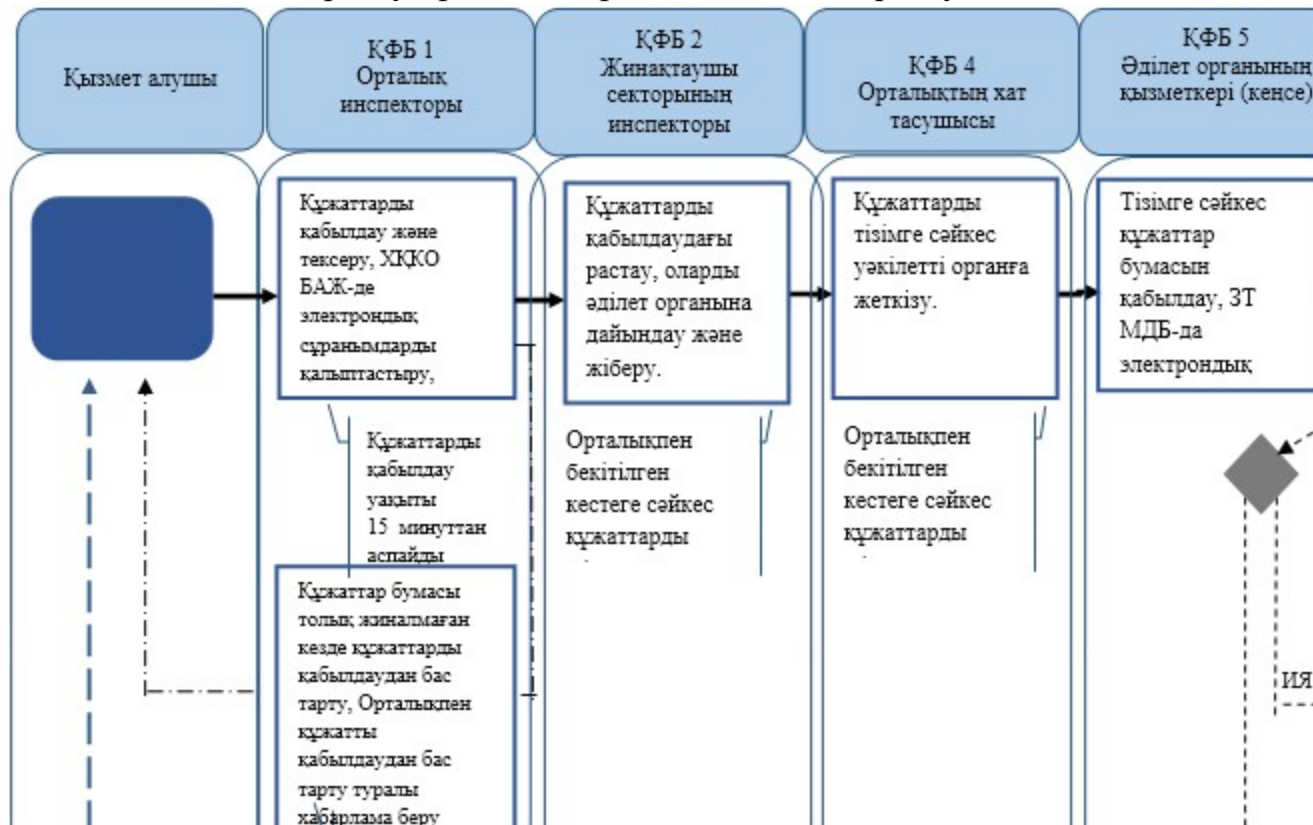 Қызмет алушы
ҚФБ 1
Орталық
инспекторы
ҚФБ 2
Жинақтаушы
секторының
инспекторы
ҚФБ 4
Орталықтың хат
тасушысы
ҚФБ 5
Әділет органының
қызметкері (кеңсе)
Құжаттарды
қабылдау және
тексеру, ХҚКО
БАЖ-де
электрондық
сұранымдарды
қалыптастыру,
Құжаттарды
қабылдау
уақыты
15 минуттан
аспайды
Құжаттар бумасы
толық жиналмаған
кезде құжаттарды
қабылдаудан бас
тарту, Орталықпен
құжатты
қабылдаудан бас
тарту туралы
хабарлама беру
Құжаттарды
қабылдаудағы
растау, оларды
әділет органына
дайындау және
жіберу.
Орталықпен
бекітілген
кестеге сәйкес
құжаттарды
Құжаттарды
тізімге сәйкес
уәкілетті органға
жеткізу.
Орталықпен
бекітілген
кестеге сәйкес
құжаттарды
Тізімге сәйкес
құжаттар
бумасын
қабылдау, ЗТ
МДБ-да
электрондық
ИЯ